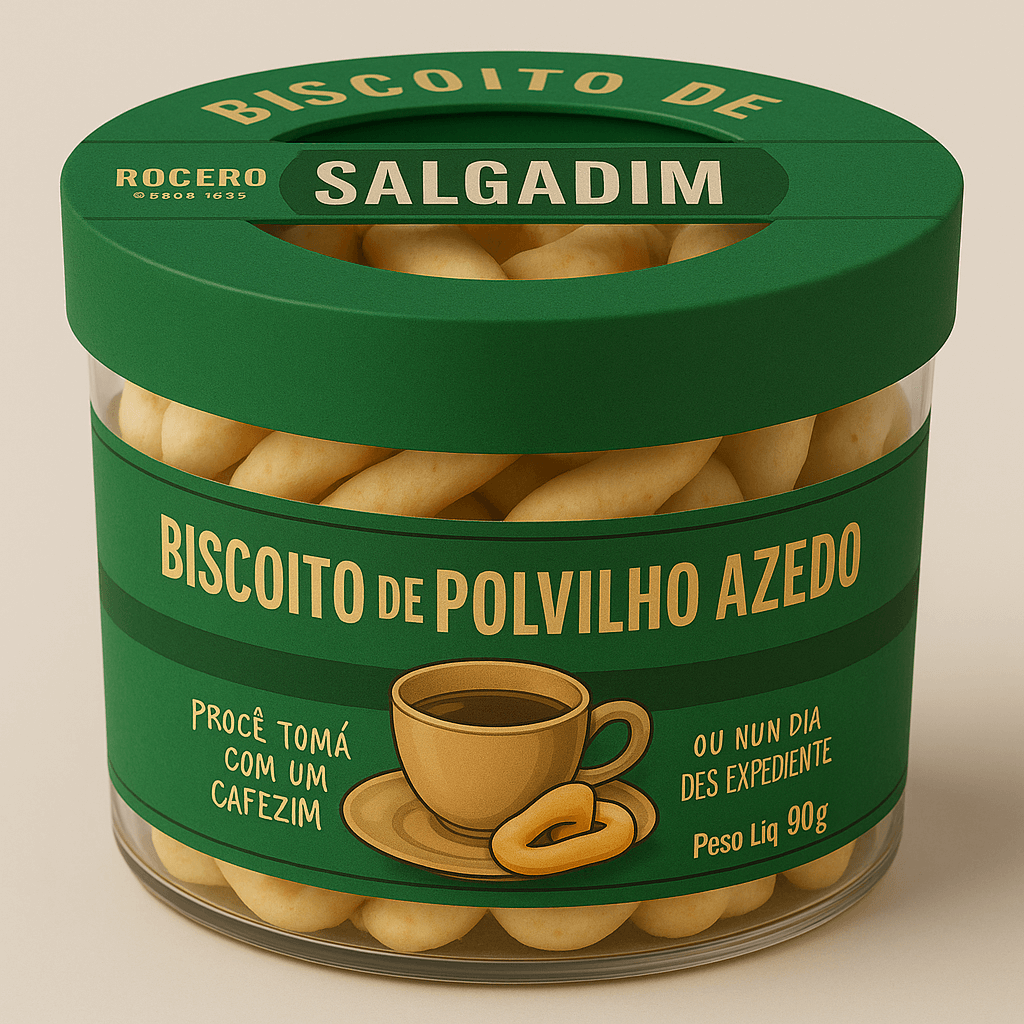 BISCOITO DE
ROCERO
©5808 1635
SALGADIM
BISCOITO DE POLVILHO AZEDO
PROCÊ TOMÁ
COM UM
CAFEZIM
OU NUN DIA
DES EXPEDIENTE
Peso Liq 90g